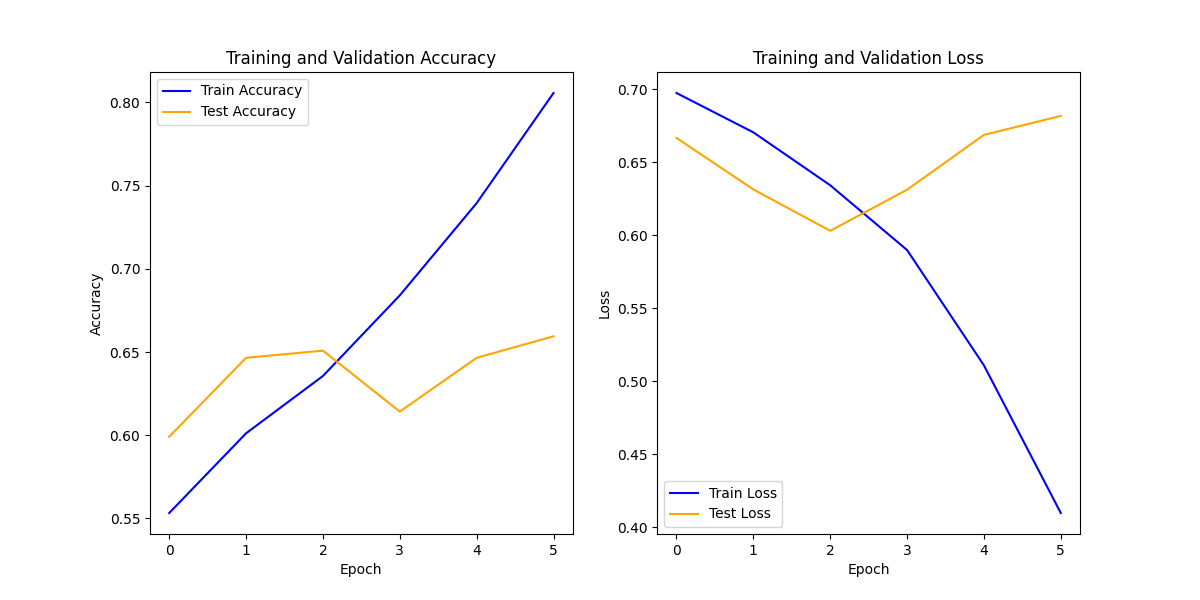 Training and Validation Accuracy
Train Accuracy
Test Accuracy
0.80
0.75
0.70
0.65
0.60
0.55
Accuracy
0 1 2 3 4 5
Epoch
Training and Validation Loss
0.70
0.65
0.60
0.55
0.50
0.45
0.40
Loss
Train Loss
Test Loss
0 1 2 3 4 5
Epoch